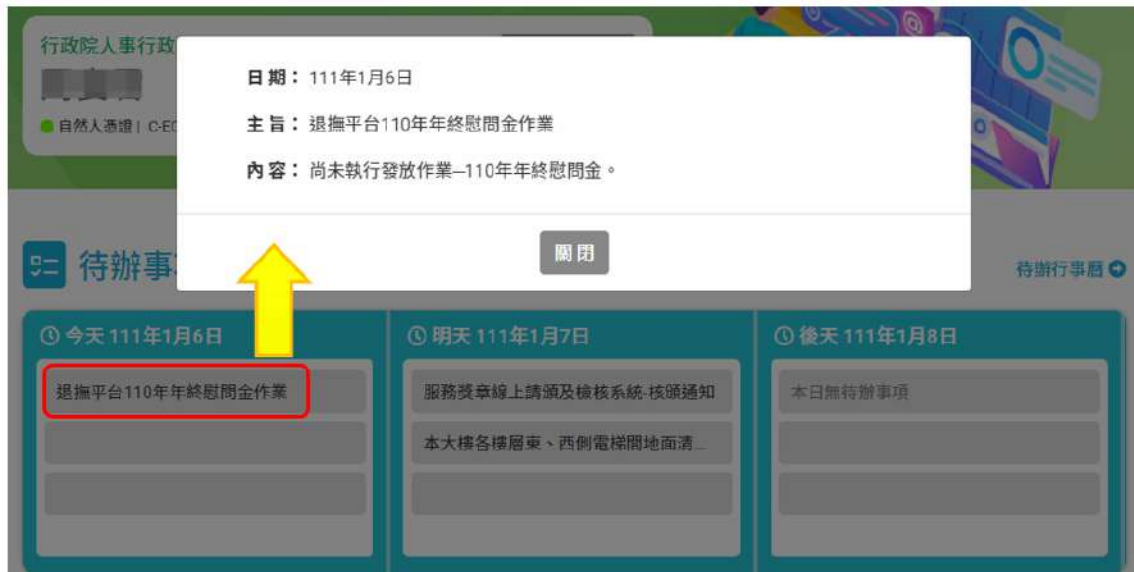 行政院人事行政
自然人憑證 | C-EC
日期：111年1月6日
主旨：退撫平台110年年終慰問金作業
內容：尚未執行發放作業—110年年終慰問金。
關閉
待辦事
待辦行事曆
今天 111年1月6日
明天 111年1月7日
後天 111年1月8日
退撫平台110年年終慰問金作業
服務獎章線上請頒及檢核系統-核頒通知
本日無待辦事項
本大樓各樓層東、西側電梯間地面清...